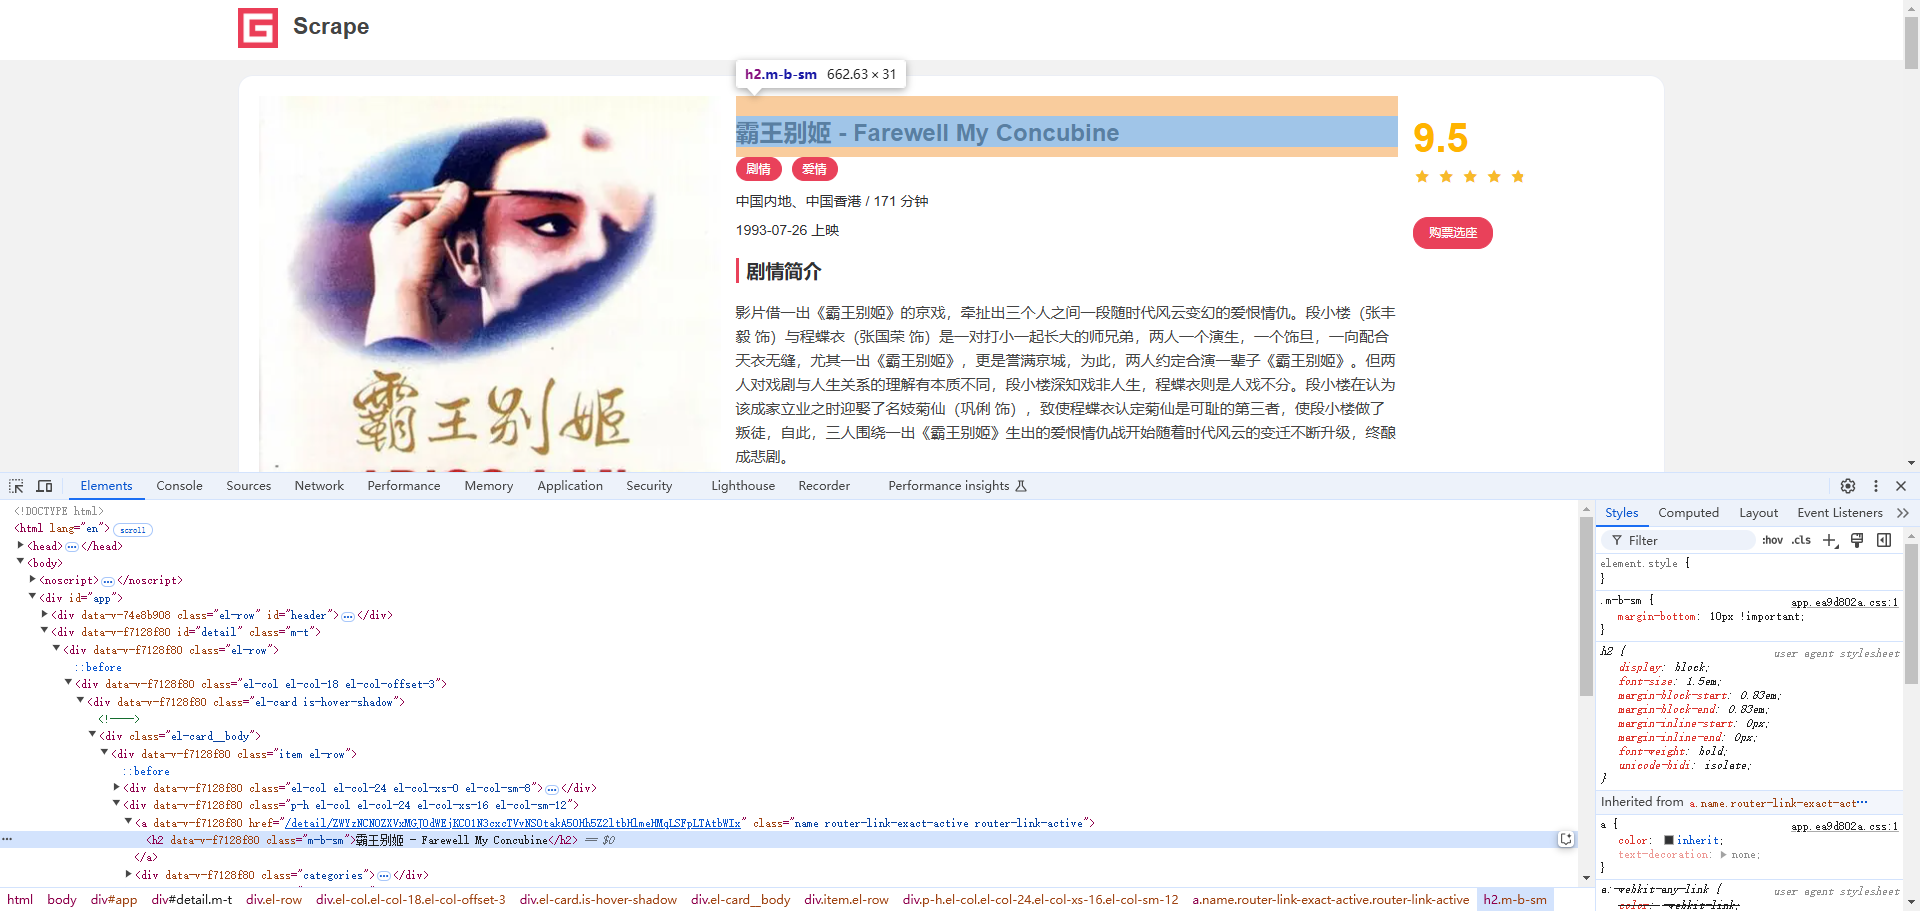 Scrape
h2.m-b-sm 662.63 × 31
霸王别姬 - Farewell My Concubine
剧情 爱情
中国内地、中国香港 / 171 分钟
1993-07-26 上映
9.5
购票选座
剧情简介
影片借一出《霸王别姬》的京戏，牵扯出三个人之间一段随时代风云变幻的爱恨情仇。段小楼（张丰
毅 饰）与程蝶衣（张国荣 饰）是一对打小一起长大的师兄弟，两人一个演生，一个饰旦，一向配合
天衣无缝，尤其一出《霸王别姬》，更是誉满京城，为此，两人约定合演一辈子《霸王别姬》。但两
人对戏剧与人生关系的理解有本质不同，段小楼深知戏非人生，程蝶衣则是人戏不分。段小楼在认为
该成家立业之时迎娶了名妓菊仙（巩俐 饰），致使程蝶衣认定菊仙是可耻的第三者，使段小楼做了
叛徒，自此，三人围绕一出《霸王别姬》生出的爱恨情仇战开始随着时代风云的变迁不断升级，终酿
成悲剧。
霸王别姬
Elements Console Sources Network Performance Memory Application Security Lighthouse Recorder Performance insights
<!DOCTYPE html>
<html lang="en"> scroll
<head> ⋯ </head>
<body>
<noscript> ⋯ </noscript>
<div id="app">
<div data-v-74e8b908 class="el-row" id="header"> ⋯ </div>
<div data-v-f7128f80 id="detail" class="m-t">
<div data-v-f7128f80 class="el-row">
::before
<div data-v-f7128f80 class="el-col el-col-18 el-col-offset-3">
<div data-v-f7128f80 class="el-card is-hover-shadow">
<!---->
<div class="el-card__body">
<div data-v-f7128f80 class="item el-row">
::before
<div data-v-f7128f80 class="el-col el-col-24 el-col-xs-0 el-col-sm-8"> ⋯ </div>
<div data-v-f7128f80 class="p-h el-col el-col-24 el-col-xs-16 el-col-sm-12">
<a data-v-f7128f80 href="/detail/" class="name router-link-exact-active router-link-active">
<h2 data-v-f7128f80 class="m-b-sm">霸王别姬 - Farewell My Concubine</h2> == $0
</a>
<div data-v-f7128f80 class="categories"> ⋯ </div>
html body div#app div#detail.m-t div.el-row div.el-col.el-col-18.el-col-offset-3 div.el-card.is-hover-shadow div.el-card__body div.item.el-row div.p-h.el-col.el-col-24.el-col-xs-16.el-col-sm-12 a.name.router-link-exact-active.router-link-active h2.m-b-sm
Styles Computed Layout Event Listeners
Filter :hov .cls
element.style {
}
.m-b-sm { app.ea9d802a.css:1
margin-bottom: 10px !important;
}
h2 { user agent stylesheet
display: block;
font-size: 1.5em;
margin-block-start: 0.83em;
margin-block-end: 0.83em;
margin-inline-start: 0px;
margin-inline-end: 0px;
font-weight: bold;
unicode-bidi: isolate;
}
Inherited from a.name.router-link-exact-act⋯
a { app.ea9d802a.css:1
color: inherit;
text-decoration: none;
}
a:-webkit-any-link { user agent stylesheet
color: -webkit-link;